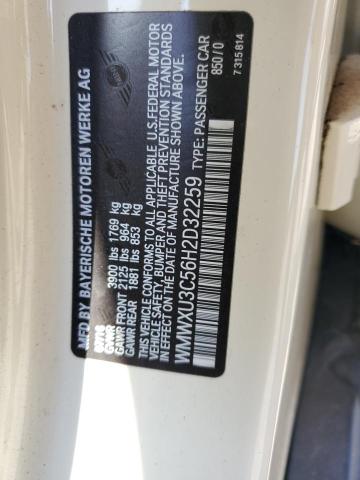 MFD BY BAYERISCHE MOTOREN WERKE AG
GVWR 3900 lbs 1769 kg
GAWR FRONT 2125 lbs 964 kg
GAWR REAR 1881 lbs 853 kg
THIS VEHICLE CONFORMS TO ALL APPLICABLE U.S.FEDERAL MOTOR
VEHICLE SAFETY, BUMPER AND THEFT PREVENTION STANDARDS
IN EFFECT ON THE DATE OF MANUFACTURE SHOWN ABOVE.
WMWXU3C56H2D32259 TYPE: PASSENGER CAR
850/0
7 315 814